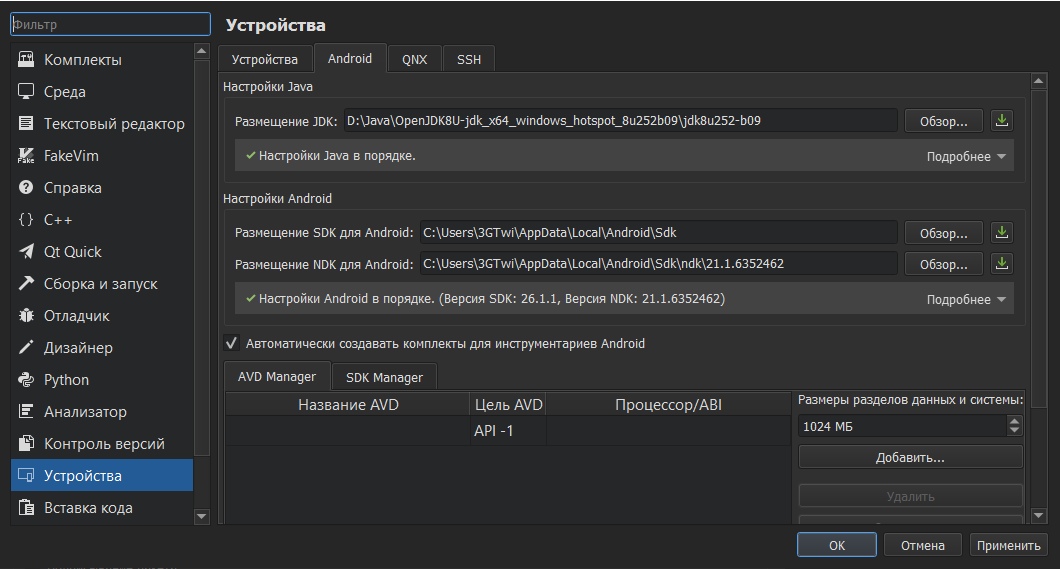 Фильтр
Комплекты
Среда
Текстовый редактор
FakeVim
Справка
C++
Qt Quick
Сборка и запуск
Отладчик
Дизайнер
Python
Анализатор
Контроль версий
Устройства
Вставка кода
Устройства
Устройства Android QNX SSH
Настройки Java
Размещение JDK: D:\Java\OpenJDK8U-jdk_x64_windows_hotspot_8u252b09\jdk8u252-b09 Обзор...
Настройки Java в порядке. Подробнее
Настройки Android
Размещение SDK для Android: C:\Users\3GTwi\AppData\Local\Android\Sdk Обзор...
Размещение NDK для Android: C:\Users\3GTwi\AppData\Local\Android\Sdk\ndk\21.1.6352462 Обзор...
Настройки Android в порядке. (Версия SDK: 26.1.1, Версия NDK: 21.1.6352462) Подробнее
Автоматически создавать комплекты для инструментариев Android
AVD Manager SDK Manager
Название AVD Цель AVD Процессор/ABI
API -1
Размеры разделов данных и системы:
1024 МБ
Добавить...
Удалить
OK Отмена Применить